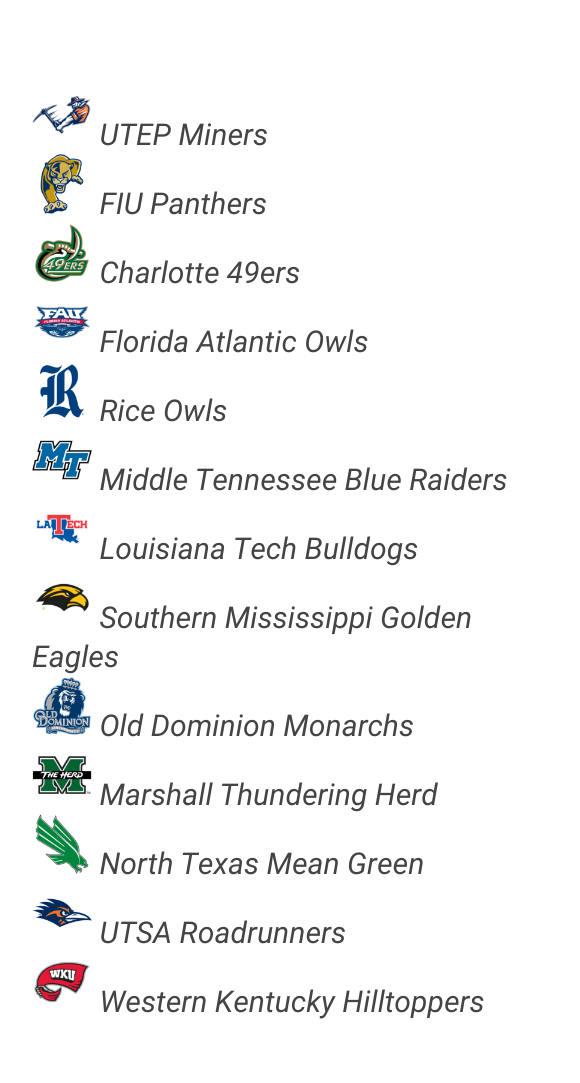 UTEP Miners
FIU Panthers
49ERS
Charlotte 49ers
FAU
FLORIDA ATLANTIC
Florida Atlantic Owls
R
Rice Owls
MT
Middle Tennessee Blue Raiders
LA TECH
Louisiana Tech Bulldogs
Southern Mississippi Golden
Eagles
OLD DOMINION
Old Dominion Monarchs
M
THE HERD
Marshall Thundering Herd
North Texas Mean Green
UTSA Roadrunners
WKU
Western Kentucky Hilltoppers